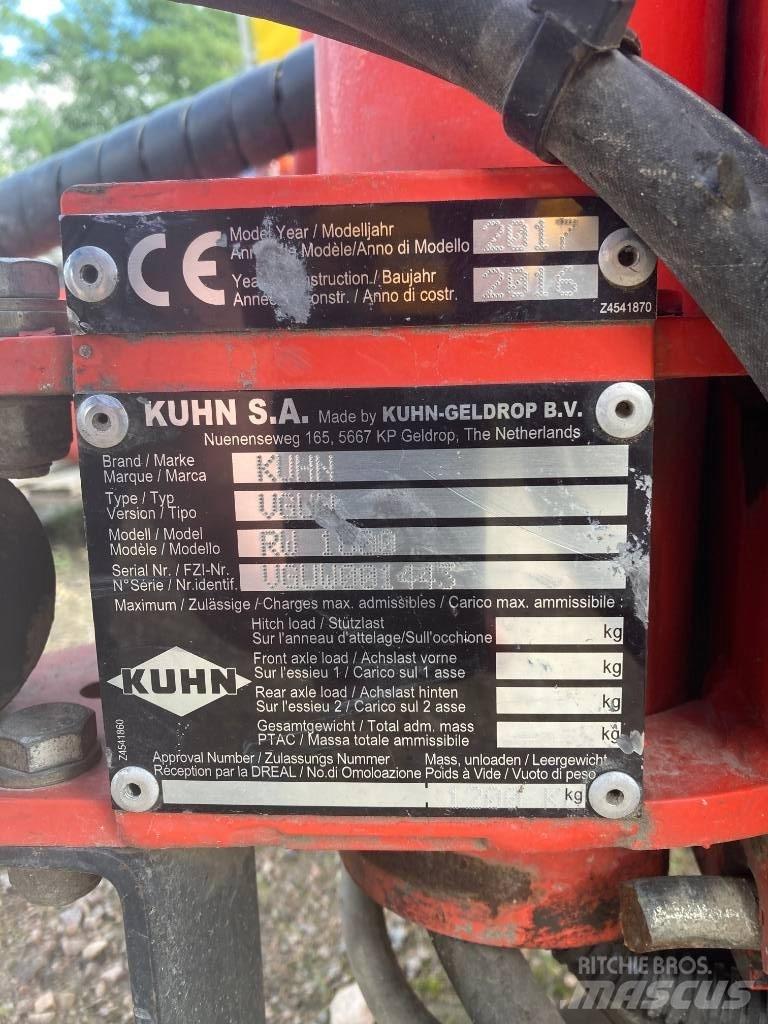 CE
Model Year / Modelljahr 2017
Modèle/Anno di Modello
Construction / Baujahr 2016
constr. / Anno di costr.
Z4541870
KUHN S.A. Made by KUHN-GELDROP B.V.
Nuenenseweg 165, 5667 KP Geldrop, The Netherlands
Brand / Marke KUHN
Marque / Marca
Type / Typ
Version / Tipo
Modell / Model RW
Modèle / Modello
Serial Nr. / FZI-Nr. VGUW0B1443
N°Série / Nr.identif.
Maximum / Zulässige / Charges max. admissibles / Carico max. ammissibile :
Hitch load / Stützlast
Sur l'anneau d'attelage/Sull'occhione kg
Front axle load / Achslast vorne
Sur l'essieu 1 / Carico sul 1 asse kg
Rear axle load / Achslast hinten
Sur l'essieu 2 / Carico sul 2 asse kg
Gesamtgewicht / Total adm. mass
PTAC / Massa totale ammissibile kg
KUHN
Z4541860
Approval Number / Zulassungs Nummer Mass, unloaden / Leergewicht
Réception par la DREAL / No.di Omoloazione Poids à Vide / Vuoto di peso
kg
RITCHIE BROS.
MASCUS